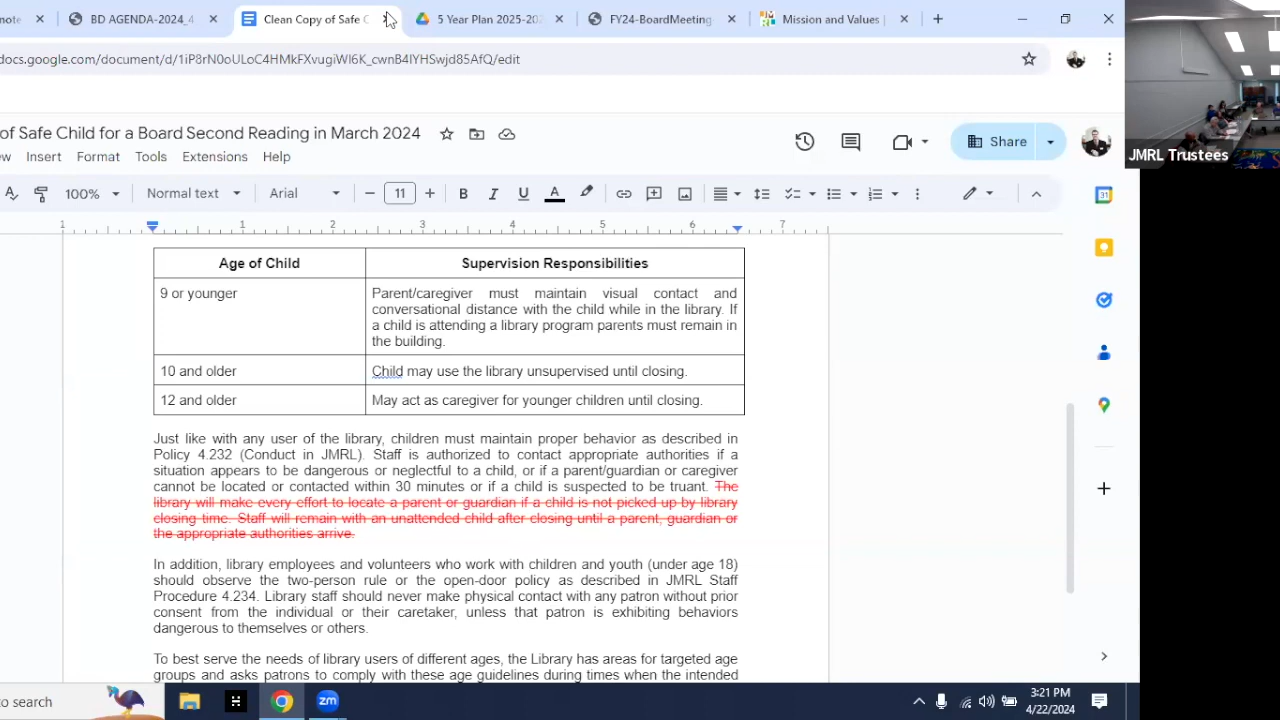 BD AGENDA-2024_4
Clean Copy of Safe C
5 Year Plan 2025-202
FY24-BoardMeeting-
Mission and Values |
docs.google.com/document/d/1iP8rN0oULoC4HMkFXvugiWl6K_cwnB4lYHSwjd85AfQ/edit
of Safe Child for a Board Second Reading in March 2024
Insert Format Tools Extensions Help
Share
JMRL Trustees
100% Normal text Arial 11
1 1 2 3 4 5 6 7
Age of Child Supervision Responsibilities
9 or younger Parent/caregiver must maintain visual contact and
conversational distance with the child while in the library. If
a child is attending a library program parents must remain in
the building.
10 and older Child may use the library unsupervised until closing.
12 and older May act as caregiver for younger children until closing.
Just like with any user of the library, children must maintain proper behavior as described in
Policy 4.232 (Conduct in JMRL). Staff is authorized to contact appropriate authorities if a
situation appears to be dangerous or neglectful to a child, or if a parent/guardian or caregiver
cannot be located or contacted within 30 minutes or if a child is suspected to be truant. The
library will make every effort to locate a parent or guardian if a child is not picked up by library
closing time. Staff will remain with an unattended child after closing until a parent, guardian or
the appropriate authorities arrive.
In addition, library employees and volunteers who work with children and youth (under age 18)
should observe the two-person rule or the open-door policy as described in JMRL Staff
Procedure 4.234. Library staff should never make physical contact with any patron without prior
consent from the individual or their caretaker, unless that patron is exhibiting behaviors
dangerous to themselves or others.
To best serve the needs of library users of different ages, the Library has areas for targeted age
groups and asks patrons to comply with these age guidelines during times when the intended
to search
zm
3:21 PM
4/22/2024